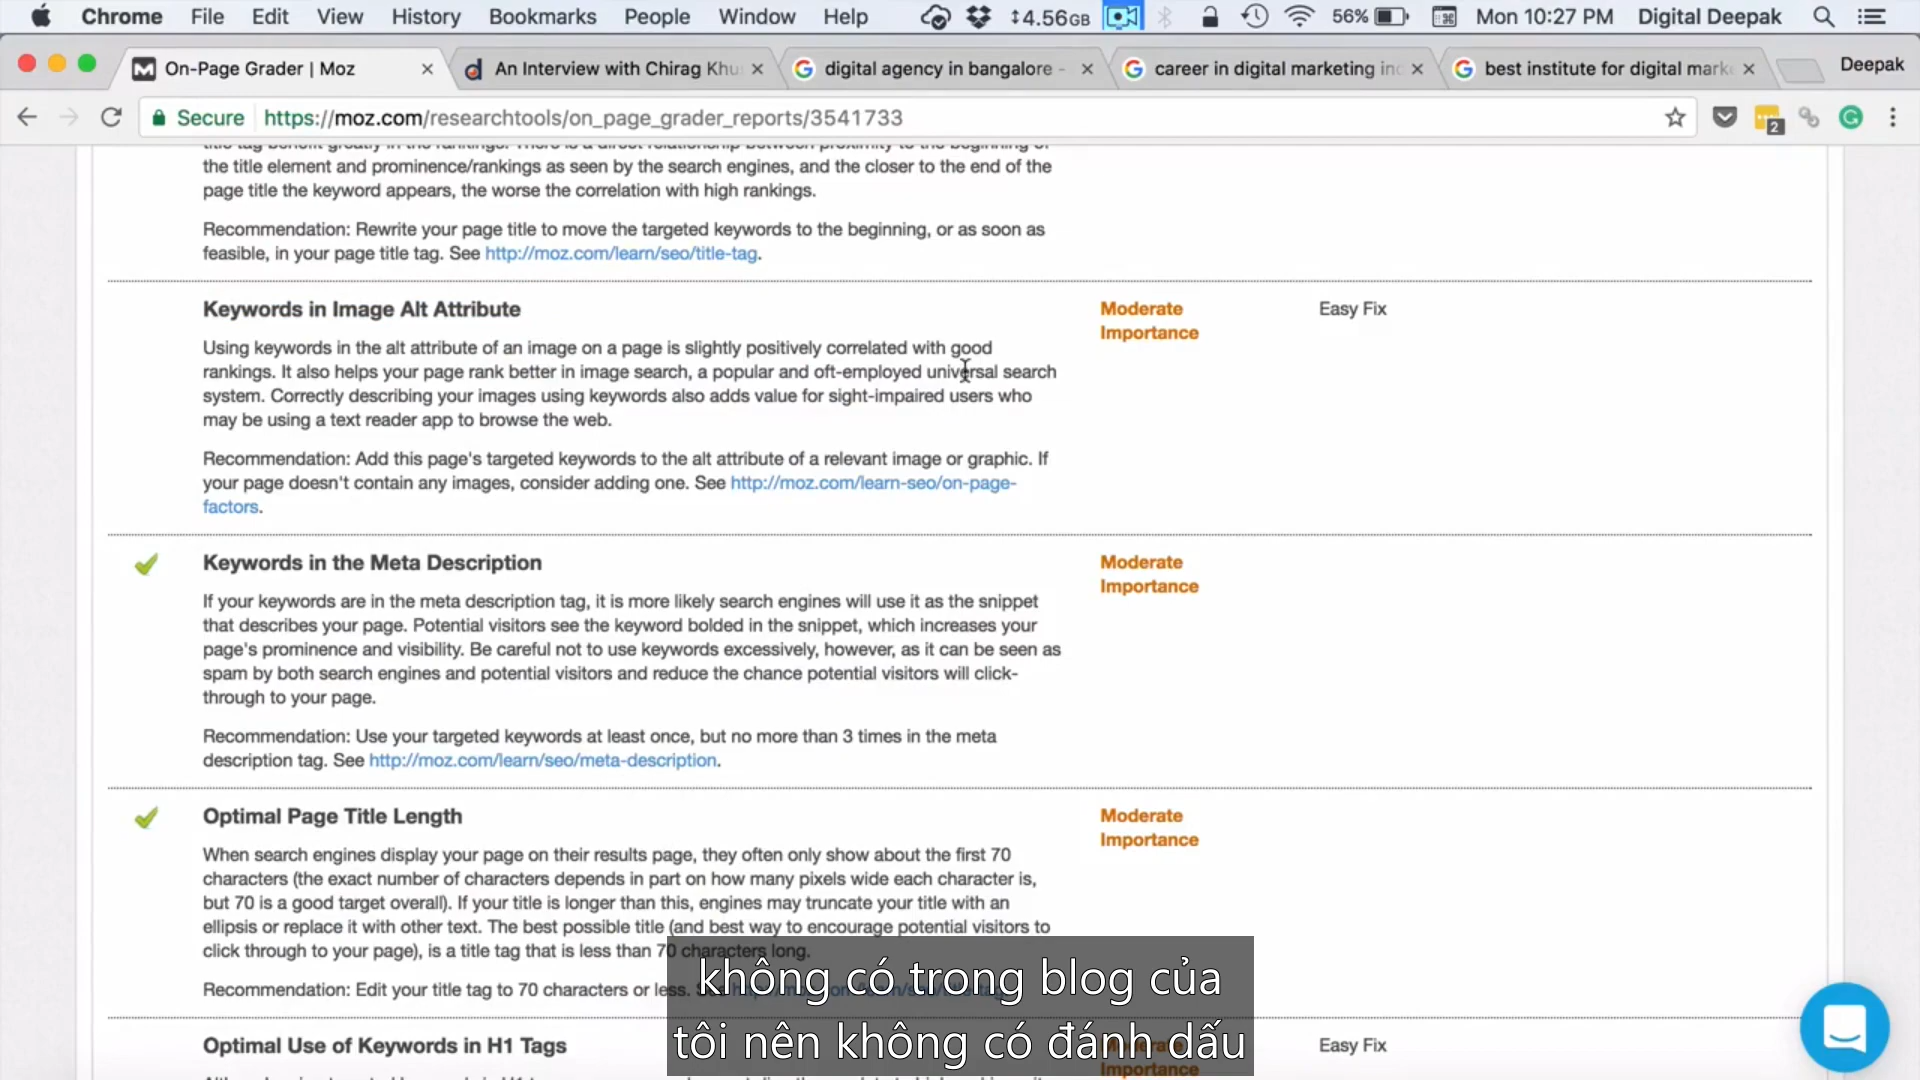 Chrome File Edit View History Bookmarks People Window Help 4.56GB 56% Mon 10:27 PM Digital Deepak
On-Page Grader | Moz An Interview with Chirag Khu digital agency in bangalore - career in digital marketing in best institute for digital mark Deepak
Secure https://moz.com/researchtools/on_page_grader_reports/3541733 2
title tag benefit greatly in the rankings. There is a direct relationship between proximity to the beginning of
the title element and prominence/rankings as seen by the search engines, and the closer to the end of the
page title the keyword appears, the worse the correlation with high rankings.
Recommendation: Rewrite your page title to move the targeted keywords to the beginning, or as soon as
feasible, in your page title tag. See http://moz.com/learn/seo/title-tag.
Keywords in Image Alt Attribute Moderate Importance Easy Fix
Using keywords in the alt attribute of an image on a page is slightly positively correlated with good
rankings. It also helps your page rank better in image search, a popular and oft-employed universal search
system. Correctly describing your images using keywords also adds value for sight-impaired users who
may be using a text reader app to browse the web.
Recommendation: Add this page's targeted keywords to the alt attribute of a relevant image or graphic. If
your page doesn't contain any images, consider adding one. See http://moz.com/learn-seo/on-page-
factors.
Keywords in the Meta Description Moderate Importance
If your keywords are in the meta description tag, it is more likely search engines will use it as the snippet
that describes your page. Potential visitors see the keyword bolded in the snippet, which increases your
page's prominence and visibility. Be careful not to use keywords excessively, however, as it can be seen as
spam by both search engines and potential visitors and reduce the chance potential visitors will click-
through to your page.
Recommendation: Use your targeted keywords at least once, but no more than 3 times in the meta
description tag. See http://moz.com/learn/seo/meta-description.
Optimal Page Title Length Moderate Importance
When search engines display your page on their results page, they often only show about the first 70
characters (the exact number of characters depends in part on how many pixels wide each character is,
but 70 is a good target overall). If your title is longer than this, engines may truncate your title with an
ellipsis or replace it with other text. The best possible title (and best way to encourage potential visitors to
click through to your page), is a title tag that is less than 70 characters long.
Recommendation: Edit your title tag to 70 characters or less.
Optimal Use of Keywords in H1 Tags Importance Easy Fix
không có trong blog của
tôi nên không có đánh dấu